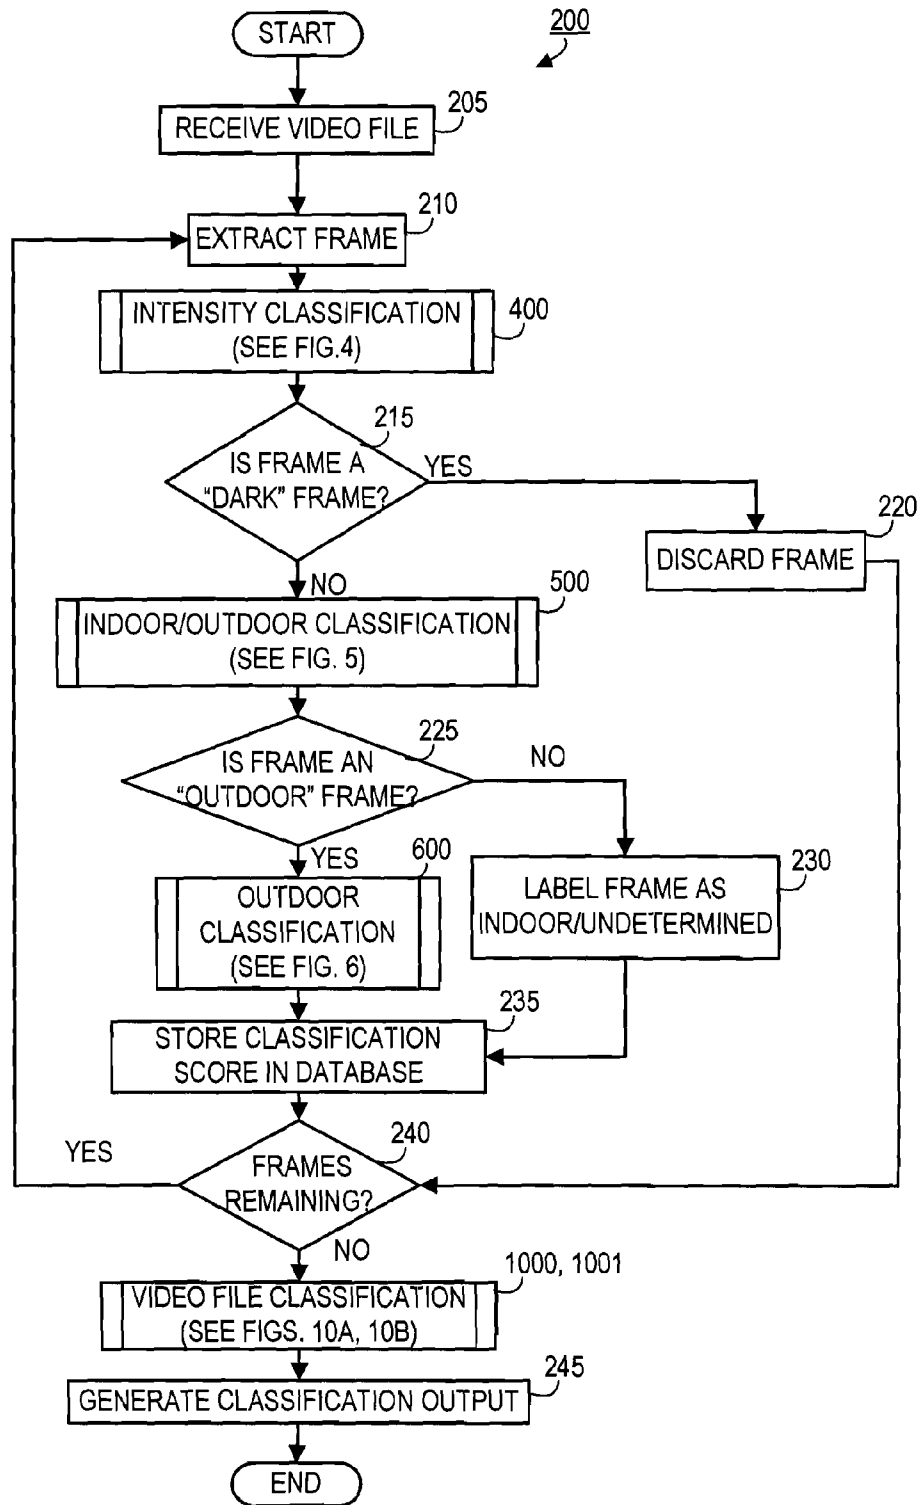 START
200
RECEIVE VIDEO FILE
205
EXTRACT FRAME
210
INTENSITY CLASSIFICATION
(SEE FIG.4)
400
IS FRAME A
“DARK” FRAME?
215
YES
DISCARD FRAME
220
NO
INDOOR/OUTDOOR CLASSIFICATION
(SEE FIG. 5)
500
IS FRAME AN
“OUTDOOR” FRAME?
225
NO
YES
OUTDOOR
CLASSIFICATION
(SEE FIG. 6)
600
LABEL FRAME AS
INDOOR/UNDETERMINED
230
STORE CLASSIFICATION
SCORE IN DATABASE
235
FRAMES
REMAINING?
240
YES
NO
VIDEO FILE CLASSIFICATION
(SEE FIGS. 10A, 10B)
1000, 1001
GENERATE CLASSIFICATION OUTPUT
245
END